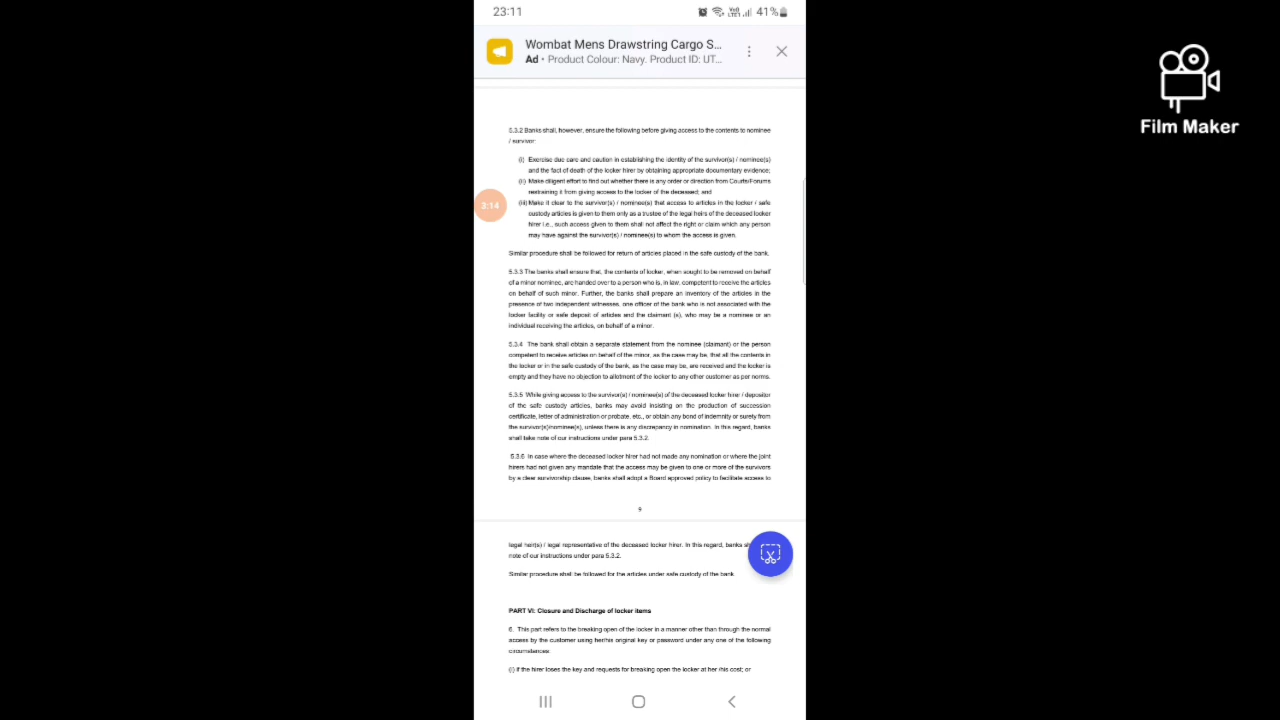 23:11
41%
Wombat Mens Drawstring Cargo S...
Ad • Product Colour: Navy. Product ID: UT...
Film Maker
5.3.2 Banks shall, however, ensure the following before giving access to the contents to nominee
/ survivor:
(i) Exercise due care and caution in establishing the identity of the survivor(s) / nominee(s)
and the fact of death of the locker hirer by obtaining appropriate documentary evidence;
(ii) Make diligent effort to find out whether there is any order or direction from Courts/Forums
restraining it from giving access to the locker of the deceased; and
3:14
(iii) Make it clear to the survivor(s) / nominee(s) that access to articles in the locker / safe
custody articles is given to them only as a trustee of the legal heirs of the deceased locker
hirer i.e., such access given to them shall not affect the right or claim which any person
may have against the survivor(s) / nominee(s) to whom the access is given.
Similar procedure shall be followed for return of articles placed in the safe custody of the bank.
5.3.3 The banks shall ensure that, the contents of locker, when sought to be removed on behalf
of a minor nominee, are handed over to a person who is, in law, competent to receive the articles
on behalf of such minor. Further, the banks shall prepare an inventory of the articles in the
presence of two independent witnesses, one officer of the bank who is not associated with the
locker facility or safe deposit of articles and the claimant (s), who may be a nominee or an
individual receiving the articles, on behalf of a minor.
5.3.4 The bank shall obtain a separate statement from the nominee (claimant) or the person
competent to receive articles on behalf of the minor, as the case may be, that all the contents in
the locker or in the safe custody of the bank, as the case may be, are received and the locker is
empty and they have no objection to allotment of the locker to any other customer as per norms.
5.3.5 While giving access to the survivor(s) / nominee(s) of the deceased locker hirer / depositor
of the safe custody articles, banks may avoid insisting on the production of succession
certificate, letter of administration or probate, etc., or obtain any bond of indemnity or surety from
the survivor(s)/nominee(s), unless there is any discrepancy in nomination. In this regard, banks
shall take note of our instructions under para 5.3.2.
5.3.6 In case where the deceased locker hirer had not made any nomination or where the joint
hirers had not given any mandate that the access may be given to one or more of the survivors
by a clear survivorship clause, banks shall adopt a Board approved policy to facilitate access to
9
legal heir(s) / legal representative of the deceased locker hirer. In this regard, banks
note of our instructions under para 5.3.2.
Similar procedure shall be followed for the articles under safe custody of the bank
PART VI: Closure and Discharge of locker items
6. This part refers to the breaking open of the locker in a manner other than through the normal
access by the customer using her/his original key or password under any one of the following
circumstances
(i) if the hirer loses the key and requests for breaking open the locker at her /his cost; or